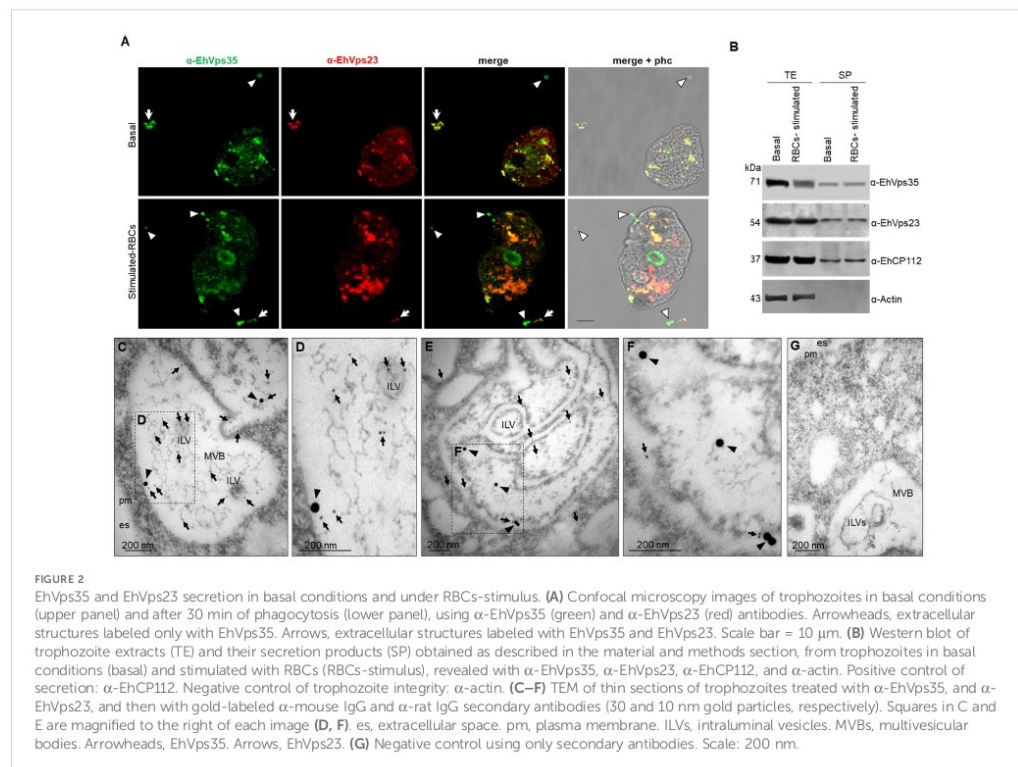 A
α-EhVps35
α-EhVps23
merge
merge + phc
Basal
Stimulated-RBCs
B
TE
SP
Basal
RBCs- stimulated
Basal
RBCs- stimulated
kDa
71
α-EhVps35
54
α-EhVps23
37
α-EhCP112
43
α-Actin
C
D
ILV
MVB
ILV
pm
es
200 nm
D
ILV
200 nm
E
ILV
F
200 nm
F
200 nm
G
es
pm
MVB
ILVs
200 nm
FIGURE 2
EhVps35 and EhVps23 secretion in basal conditions and under RBCs-stimulus. (A) Confocal microscopy images of trophozoites in basal conditions
(upper panel) and after 30 min of phagocytosis (lower panel), using α-EhVps35 (green) and α-EhVps23 (red) antibodies. Arrowheads, extracellular
structures labeled only with EhVps35. Arrows, extracellular structures labeled with EhVps35 and EhVps23. Scale bar = 10 μm. (B) Western blot of
trophozoite extracts (TE) and their secretion products (SP) obtained as described in the material and methods section, from trophozoites in basal
conditions (basal) and stimulated with RBCs (RBCs-stimulus), revealed with α-EhVps35, α-EhVps23, α-EhCP112, and α-actin. Positive control of
secretion: α-EhCP112. Negative control of trophozoite integrity: α-actin. (C–F) TEM of thin sections of trophozoites treated with α-EhVps35, and α-
EhVps23, and then with gold-labeled α-mouse IgG and α-rat IgG secondary antibodies (30 and 10 nm gold particles, respectively). Squares in C and
E are magnified to the right of each image (D, F). es, extracellular space. pm, plasma membrane. ILVs, intraluminal vesicles. MVBs, multivesicular
bodies. Arrowheads, EhVps35. Arrows, EhVps23. (G) Negative control using only secondary antibodies. Scale: 200 nm.